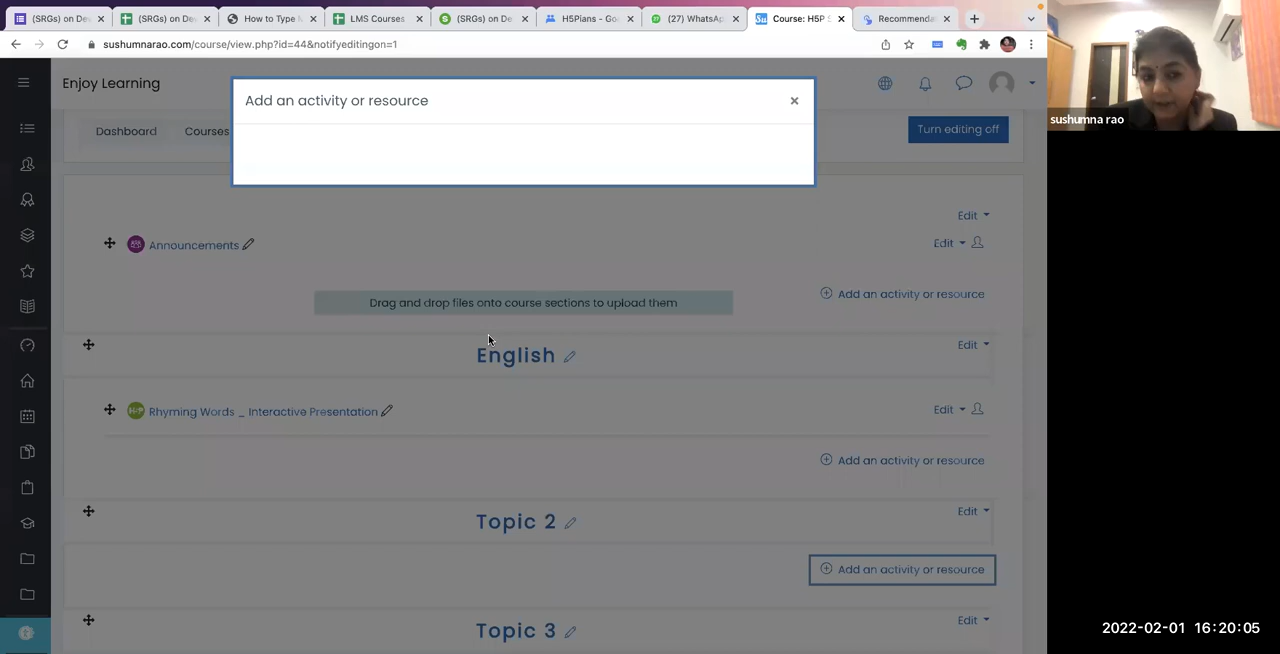 (SRGs) on De
(SRGs) on De
How to Type
LMS Courses
(SRGs) on De
H5Pians - Go
(27) WhatsAp
Course: H5P
Recommenda
sushumnarao.com/course/view.php?id=44&notifyeditingon=1
Enjoy Learning
Add an activity or resource
Dashboard
Courses
Turn editing off
Edit
Announcements
Edit
Drag and drop files onto course sections to upload them
Add an activity or resource
English
Edit
Rhyming Words _ Interactive Presentation
Edit
Add an activity or resource
Topic 2
Edit
Add an activity or resource
Topic 3
Edit
sushumna rao
2022-02-01 16:20:05